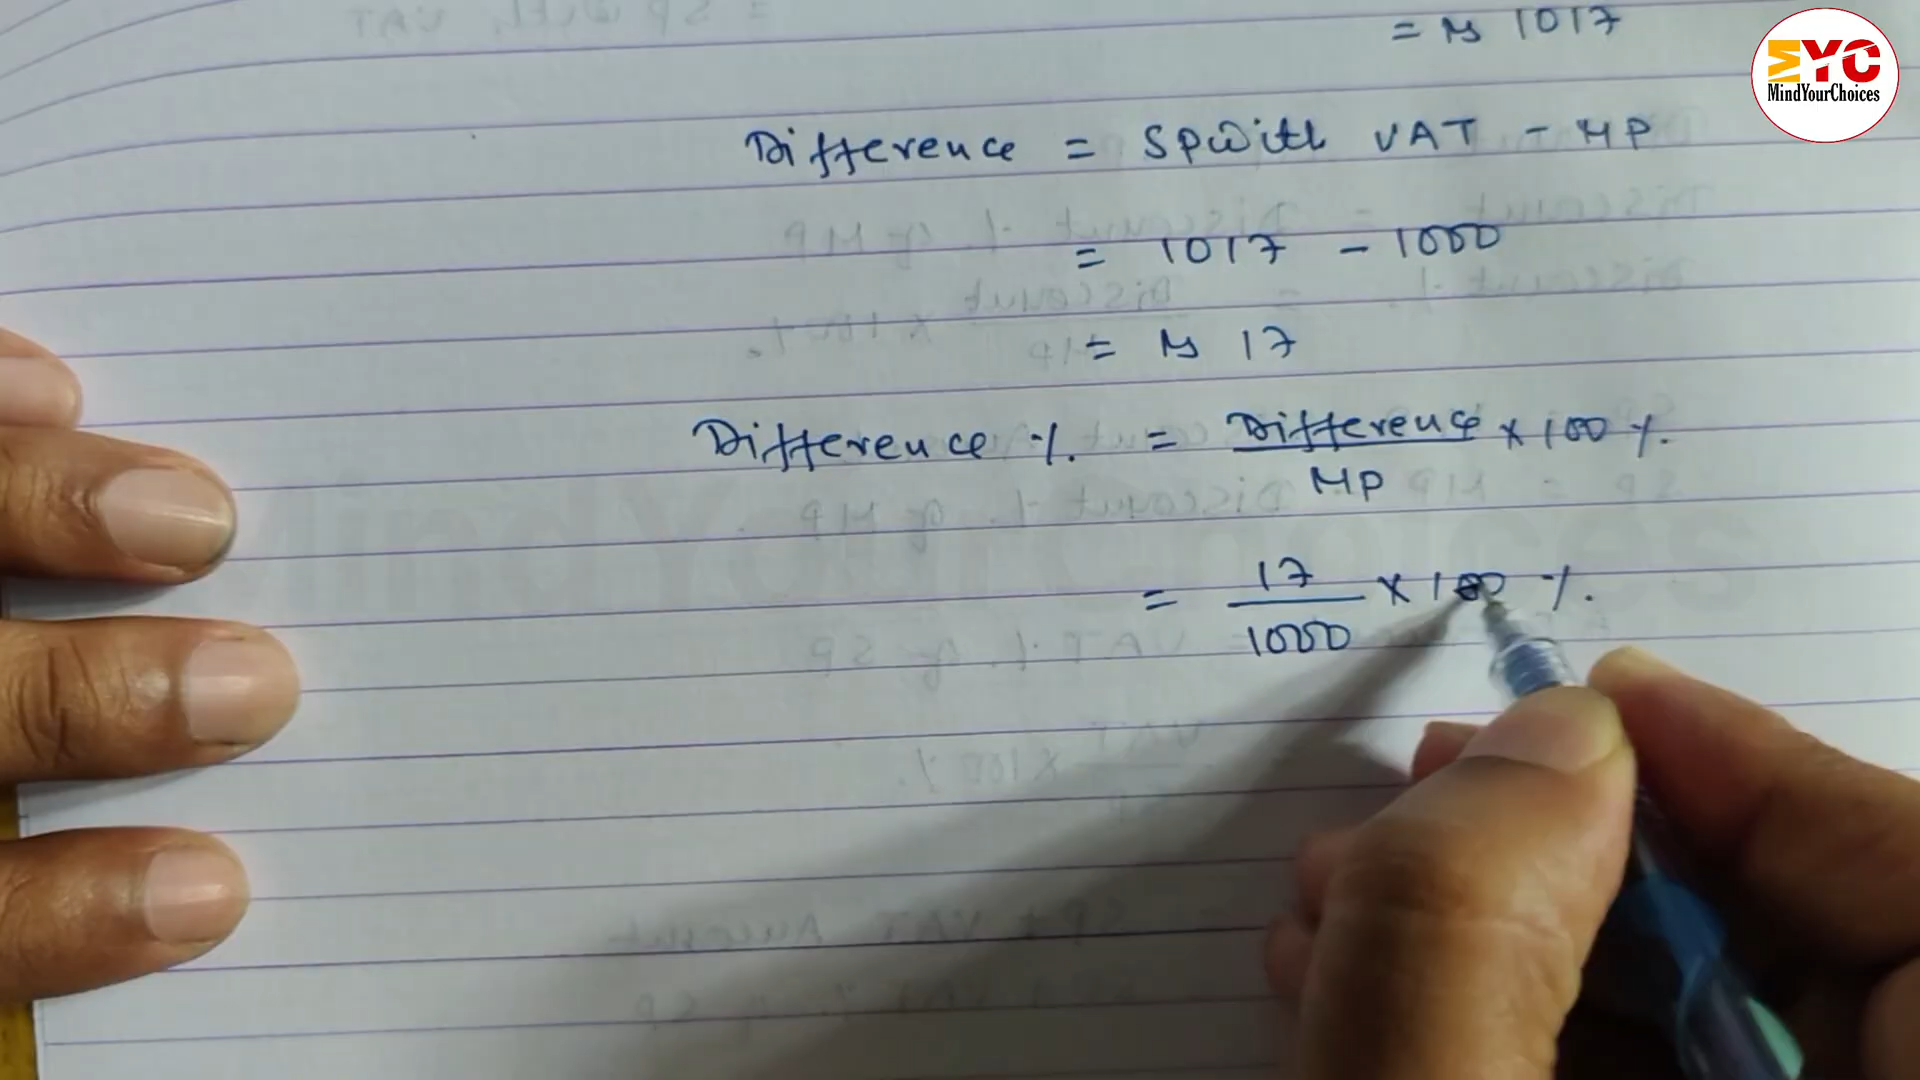 = Rs 1017
MYC
MindYourChoices
Difference = SP With VAT - MP
= 1017 - 1000
= Rs 17
Difference % = Difference / MP × 100 %.
= 17 / 1000 × 100 %.
MindYourChoices